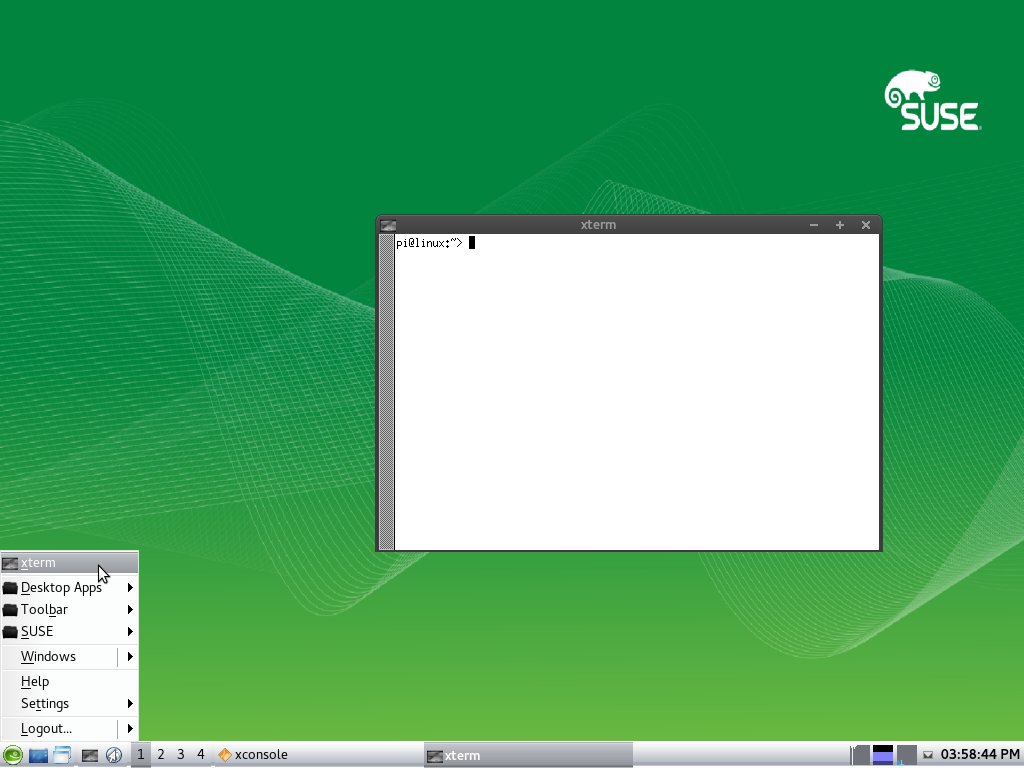 SUSE
xterm
pi@linux:~>
xterm
Desktop Apps
Toolbar
SUSE
Windows
Help
Settings
Logout...
1 2 3 4 xconsole xterm 03:58:44 PM